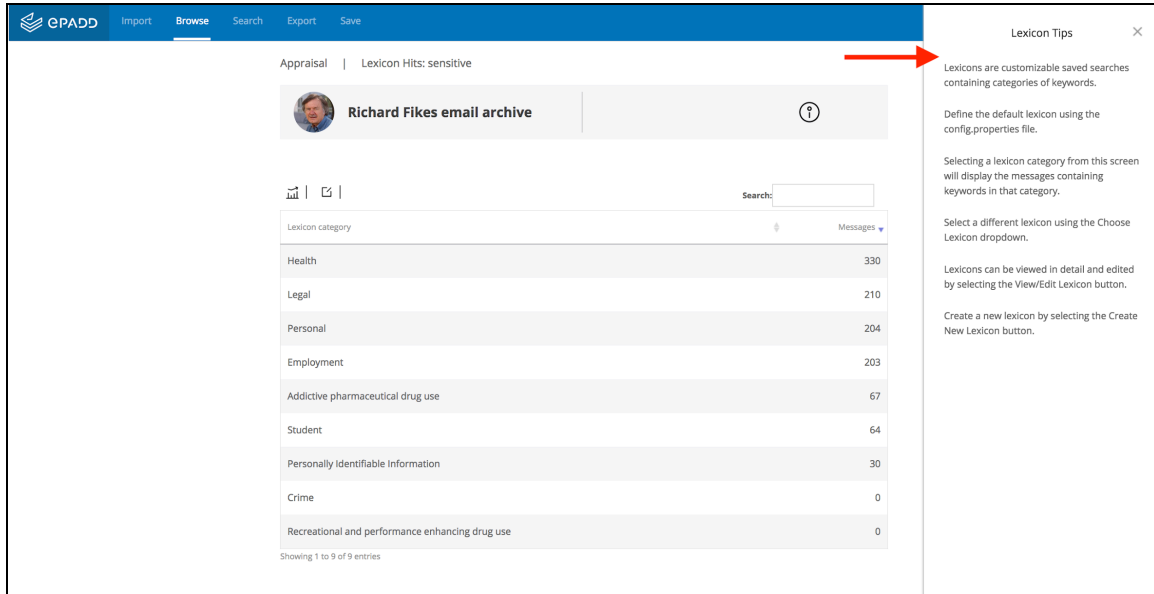 ePADD Import Browse Search Export Save
Appraisal | Lexicon Hits: sensitive
Richard Fikes email archive
Search:
Lexicon category Messages
Health 330
Legal 210
Personal 204
Employment 203
Addictive pharmaceutical drug use 67
Student 64
Personally Identifiable Information 30
Crime 0
Recreational and performance enhancing drug use 0
Showing 1 to 9 of 9 entries
Lexicon Tips
Lexicons are customizable saved searches
containing categories of keywords.
Define the default lexicon using the
config.properties file.
Selecting a lexicon category from this screen
will display the messages containing
keywords in that category.
Select a different lexicon using the Choose
Lexicon dropdown.
Lexicons can be viewed in detail and edited
by selecting the View/Edit Lexicon button.
Create a new lexicon by selecting the Create
New Lexicon button.